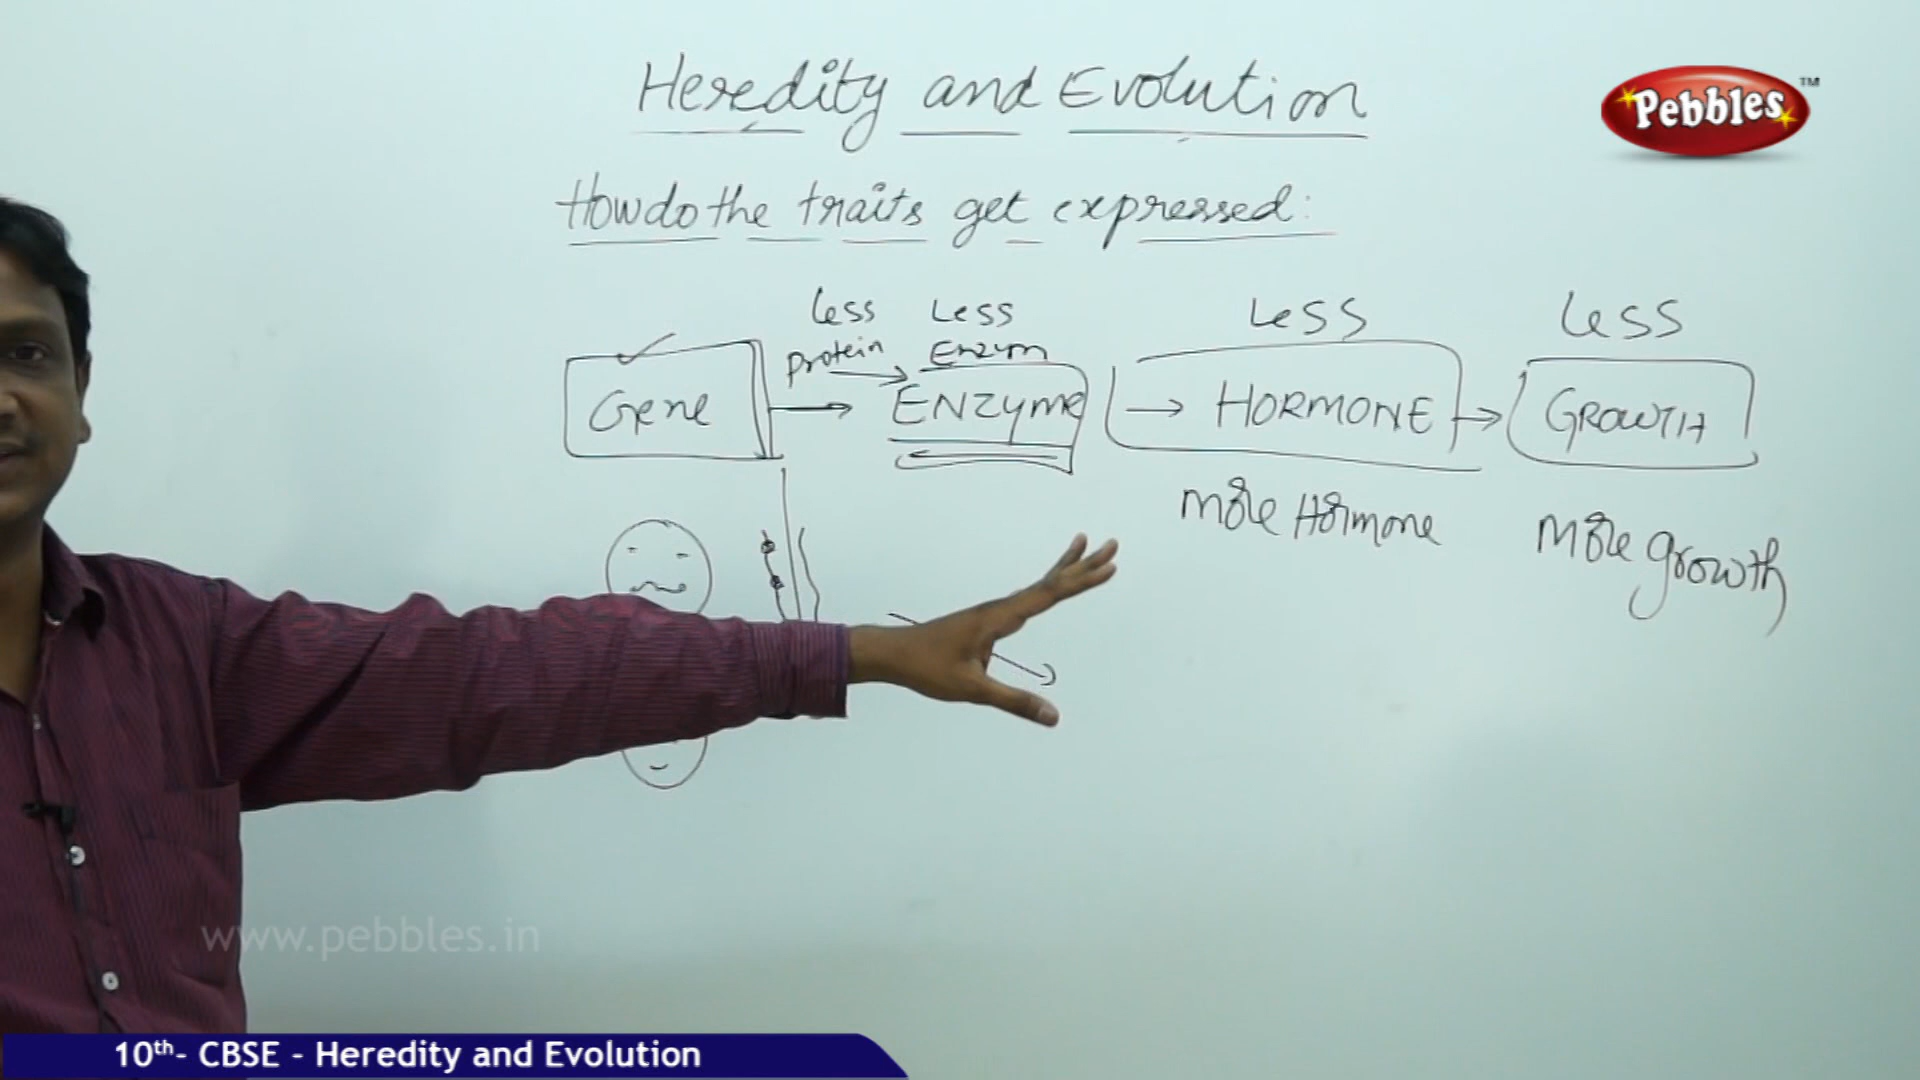 Heredity and Evolution
Pebbles™
How do the traits get expressed:
Less Less Less Less
Protein Enzym
Gene → ENZyme → HORMONE → GROWTH
More Hormone More growth
www.pebbles.in
10th- CBSE - Heredity and Evolution